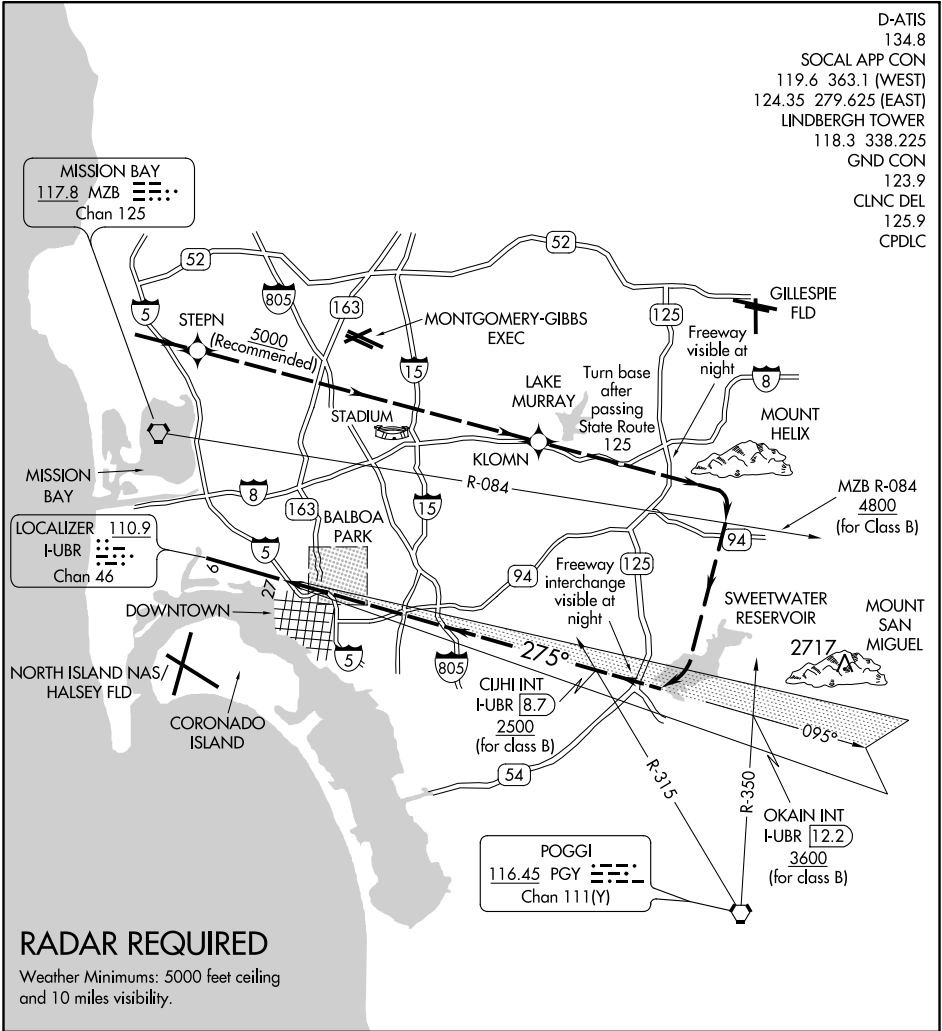 D-ATIS
134.8
SOCAL APP CON
119.6 363.1 (WEST)
124.35 279.625 (EAST)
LINDBERGH TOWER
118.3 338.225
GND CON
123.9
CLNC DEL
125.9
CPDLC
MISSION BAY
117.8 MZB
Chan 125
52
52
5
805
163
125
GILLESPIE
FLD
STEPN
5000
(Recommended)
MONTGOMERY-GIBBS
EXEC
15
Freeway
visible at
night
LAKE
MURRAY
Turn base
after
passing
State Route
125
8
STADIUM
MOUNT
HELIX
KLOMN
MISSION
BAY
R-084
MZB R-084
4800
(for Class B)
8
163
15
94
LOCALIZER 110.9
I-UBR
Chan 46
5
BALBOA
PARK
9
27
94
125
Freeway
interchange
visible at
night
DOWNTOWN
SWEETWATER
RESERVOIR
MOUNT
SAN
MIGUEL
2717
5
805
275°
NORTH ISLAND NAS/
HALSEY FLD
CORONADO
ISLAND
CIJHI INT
I-UBR 8.7
2500
(for class B)
095°
54
R-315
R-350
OKAIN INT
I-UBR 12.2
3600
(for class B)
POGGI
116.45 PGY
Chan 111(Y)
RADAR REQUIRED
Weather Minimums: 5000 feet ceiling
and 10 miles visibility.